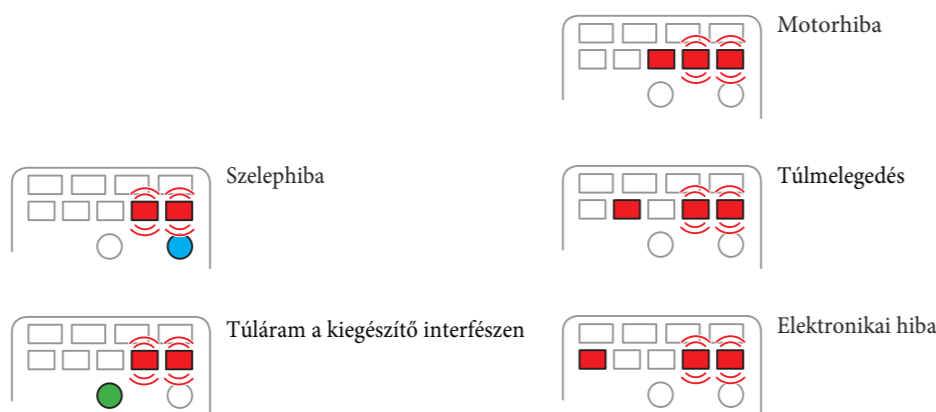 Motorhiba
Szelephiba
Túlmelegedés
Túláram a kiegészítő interfészen
Elektronikai hiba